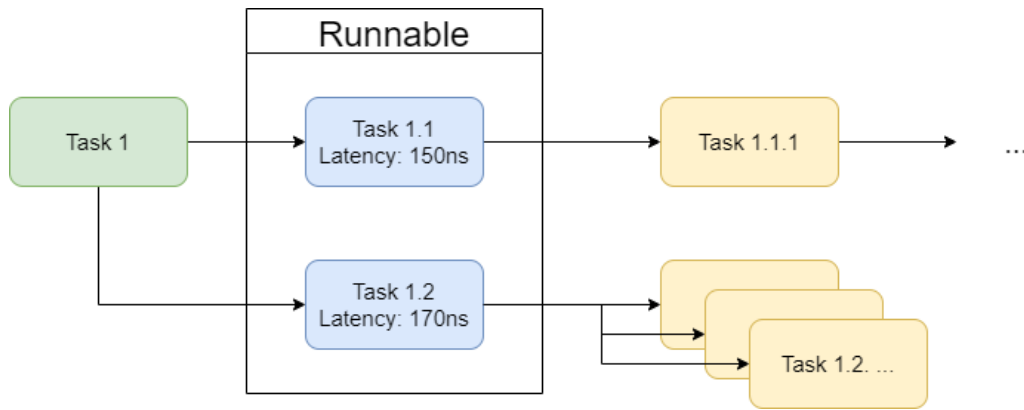 Runnable
Task 1
Task 1.1
Latency: 150ns
Task 1.1.1
...
Task 1.2
Latency: 170ns
Task 1.2. ...